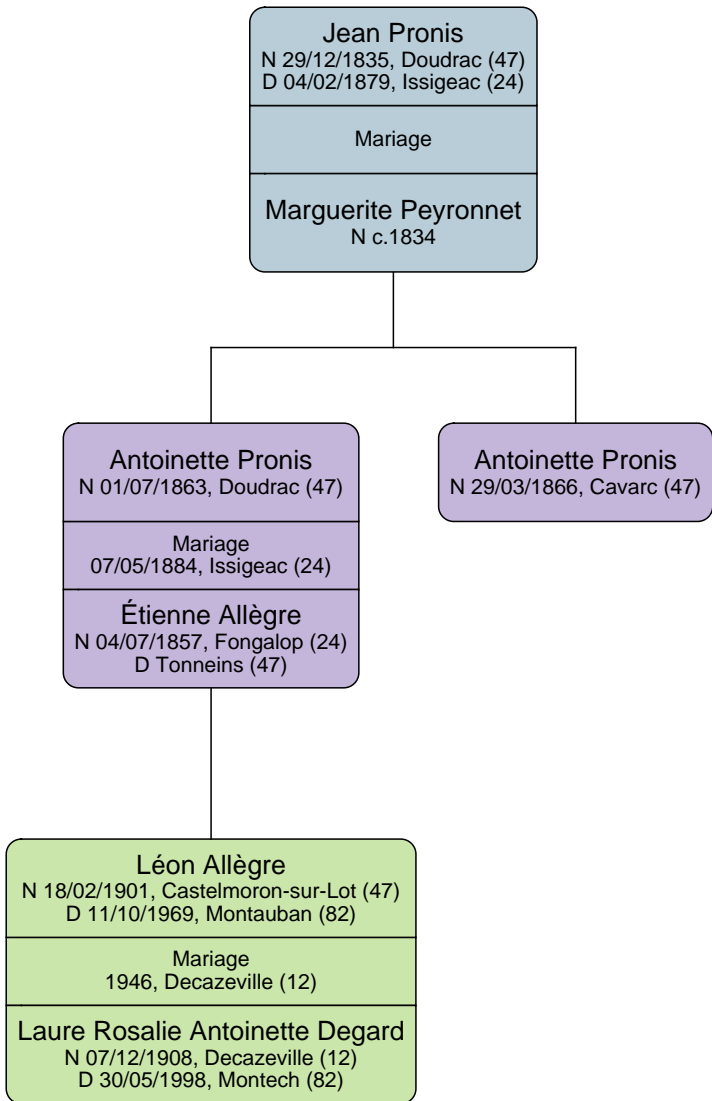 Jean Pronis
N 29/12/1835, Doudrac (47)
D 04/02/1879, Issigeac (24)
Mariage
Marguerite Peyronnet
N c.1834
Antoinette Pronis
N 01/07/1863, Doudrac (47)
Mariage
07/05/1884, Issigeac (24)
Étienne Allègre
N 04/07/1857, Fongalop (24)
D Tonneins (47)
Antoinette Pronis
N 29/03/1866, Cavarc (47)
Léon Allègre
N 18/02/1901, Castelmoron-sur-Lot (47)
D 11/10/1969, Montauban (82)
Mariage
1946, Decazeville (12)
Laure Rosalie Antoinette Degard
N 07/12/1908, Decazeville (12)
D 30/05/1998, Montech (82)